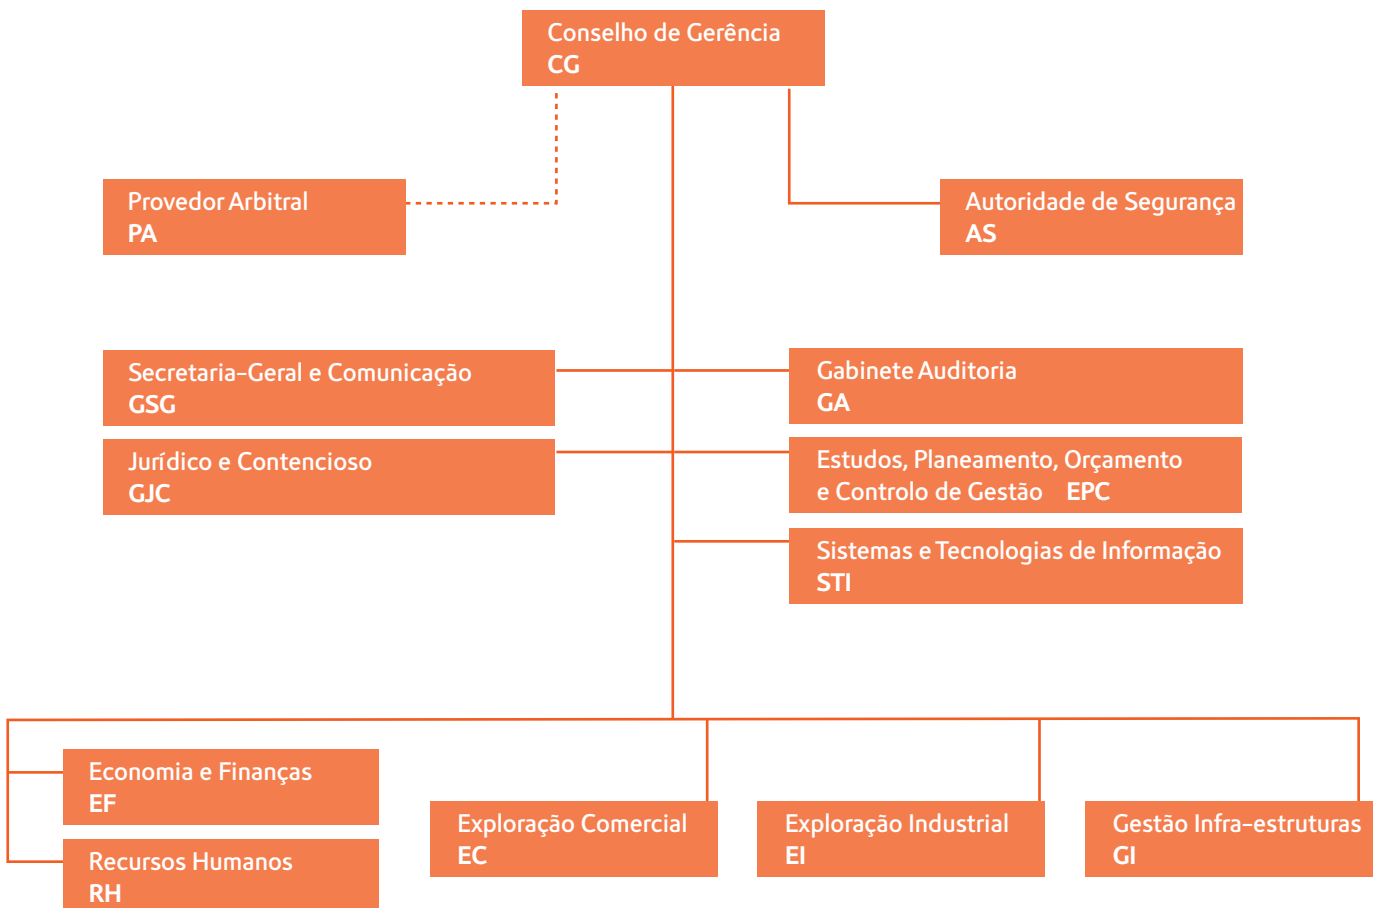 Conselho de Gerência
CG
Provedor Arbitral
PA
Autoridade de Segurança
AS
Secretaria-Geral e Comunicação
GSG
Gabinete Auditoria
GA
Jurídico e Contencioso
GJC
Estudos, Planeamento, Orçamento
e Controlo de Gestão EPC
Sistemas e Tecnologias de Informação
STI
Economia e Finanças
EF
Recursos Humanos
RH
Exploração Comercial
EC
Exploração Industrial
EI
Gestão Infra-estruturas
GI